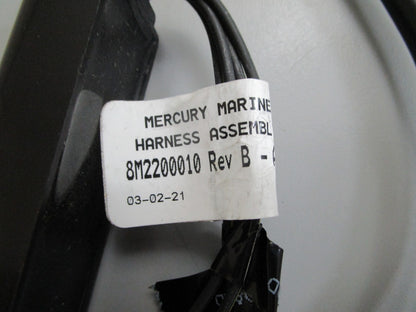 MERCURY MARINE
HARNESS ASSEMBL
8M2200010 Rev B -
03-02-21